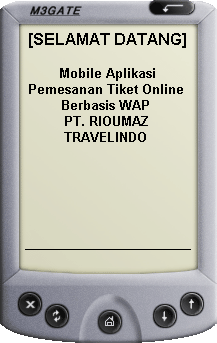 M3GATE
[SELAMAT DATANG]
Mobile Aplikasi
Pemesanan Tiket Online
Berbasis WAP
PT. RIOUMAZ
TRAVELINDO